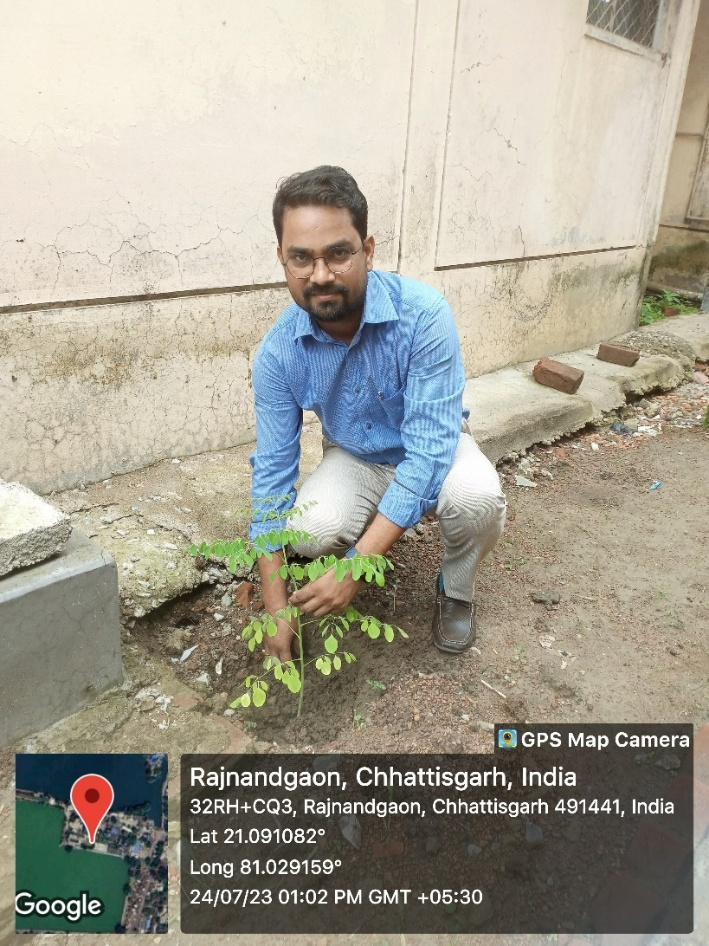 GPS Map Camera
Rajnandgaon, Chhattisgarh, India
32RH+CQ3, Rajnandgaon, Chhattisgarh 491441, India
Lat 21.091082°
Long 81.029159°
24/07/23 01:02 PM GMT +05:30
Google